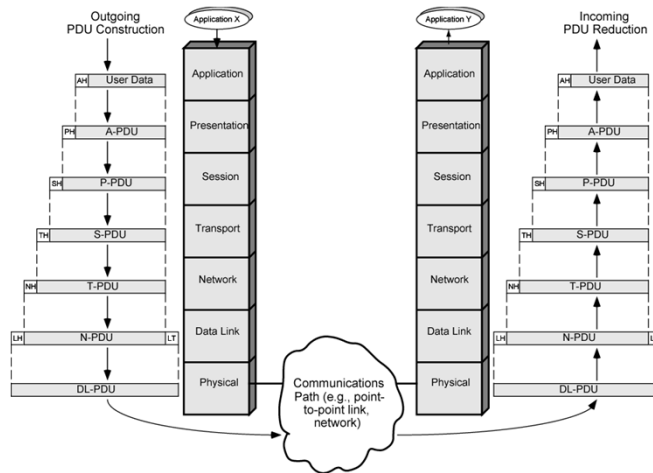 Outgoing
PDU Construction
AH User Data
PH A-PDU
SH P-PDU
TH S-PDU
NH T-PDU
LH N-PDU LT
DL-PDU
Application X
Application
Presentation
Session
Transport
Network
Data Link
Physical
Communications
Path (e.g., point-
to-point link,
network)
Application Y
Application
Presentation
Session
Transport
Network
Data Link
Physical
Incoming
PDU Reduction
AH User Data
PH A-PDU
SH P-PDU
TH S-PDU
NH T-PDU
LH N-PDU
DL-PDU